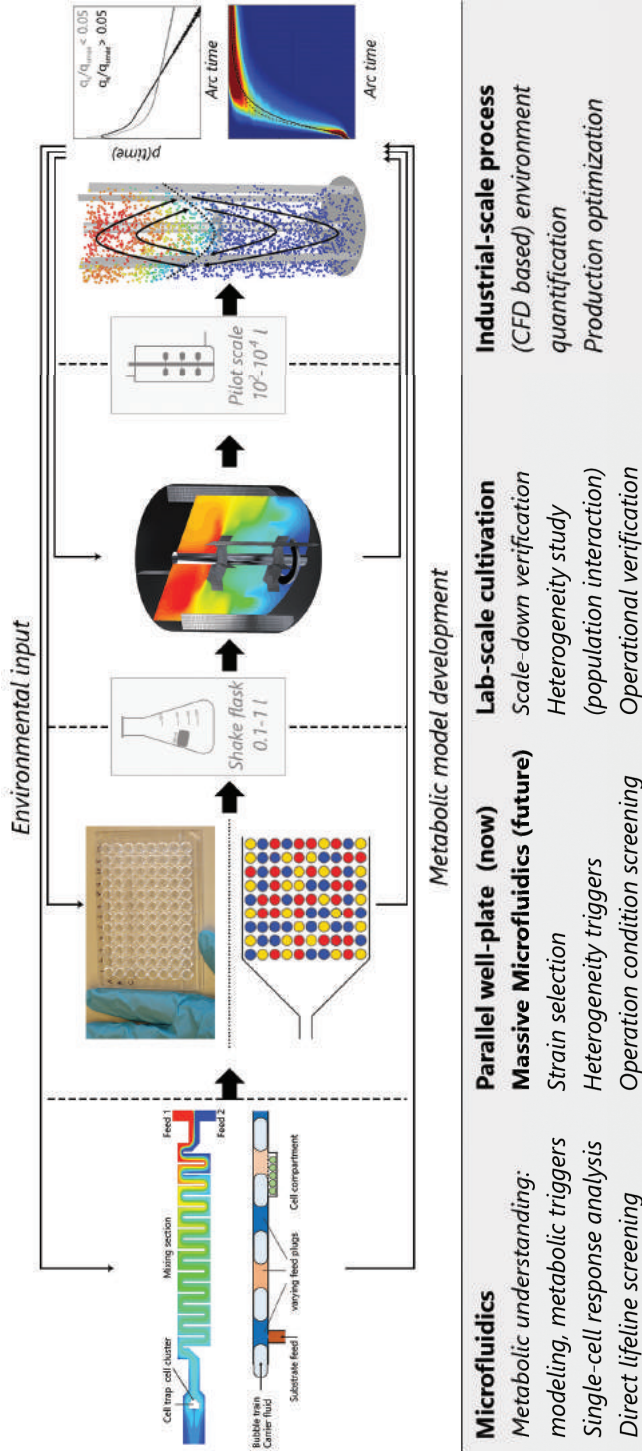 Environmental input
Cell trap
cell cluster
Mixing section
Feed 1
Feed 2
Bubble train
Carrier fluid
Substrate feed
varying feed plugs
Cell compartment
Shake flask
0.1-1 l
Pilot scale
10²-10⁴ l
qₛ/qₛ,ₘₐₓ < 0.05
qₛ/qₛ,ₘₐₓ > 0.05
p(time)
Arc time
Arc time
Metabolic model development
Microfluidics
Metabolic understanding:
modeling, metabolic triggers
Single-cell response analysis
Direct lifeline screening
Parallel well-plate (now)
Massive Microfluidics (future)
Strain selection
Heterogeneity triggers
Operation condition screening
Lab-scale cultivation
Scale-down verification
Heterogeneity study
(population interaction)
Operational verification
Industrial-scale process
(CFD based) environment
quantification
Production optimization